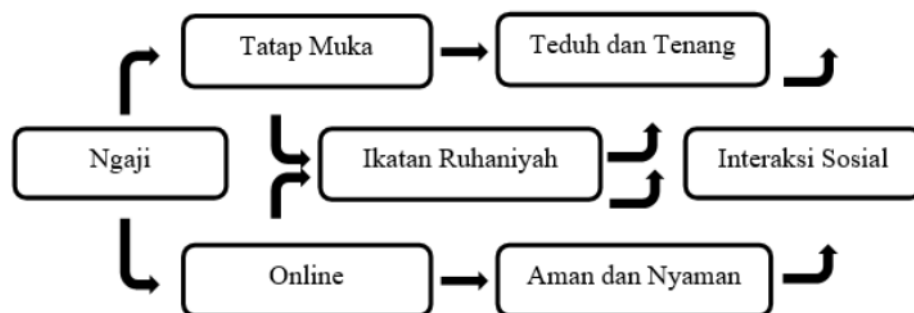 Tatap Muka
Teduh dan Tenang
Ngaji
Ikatan Ruhaniyah
Interaksi Sosial
Online
Aman dan Nyaman